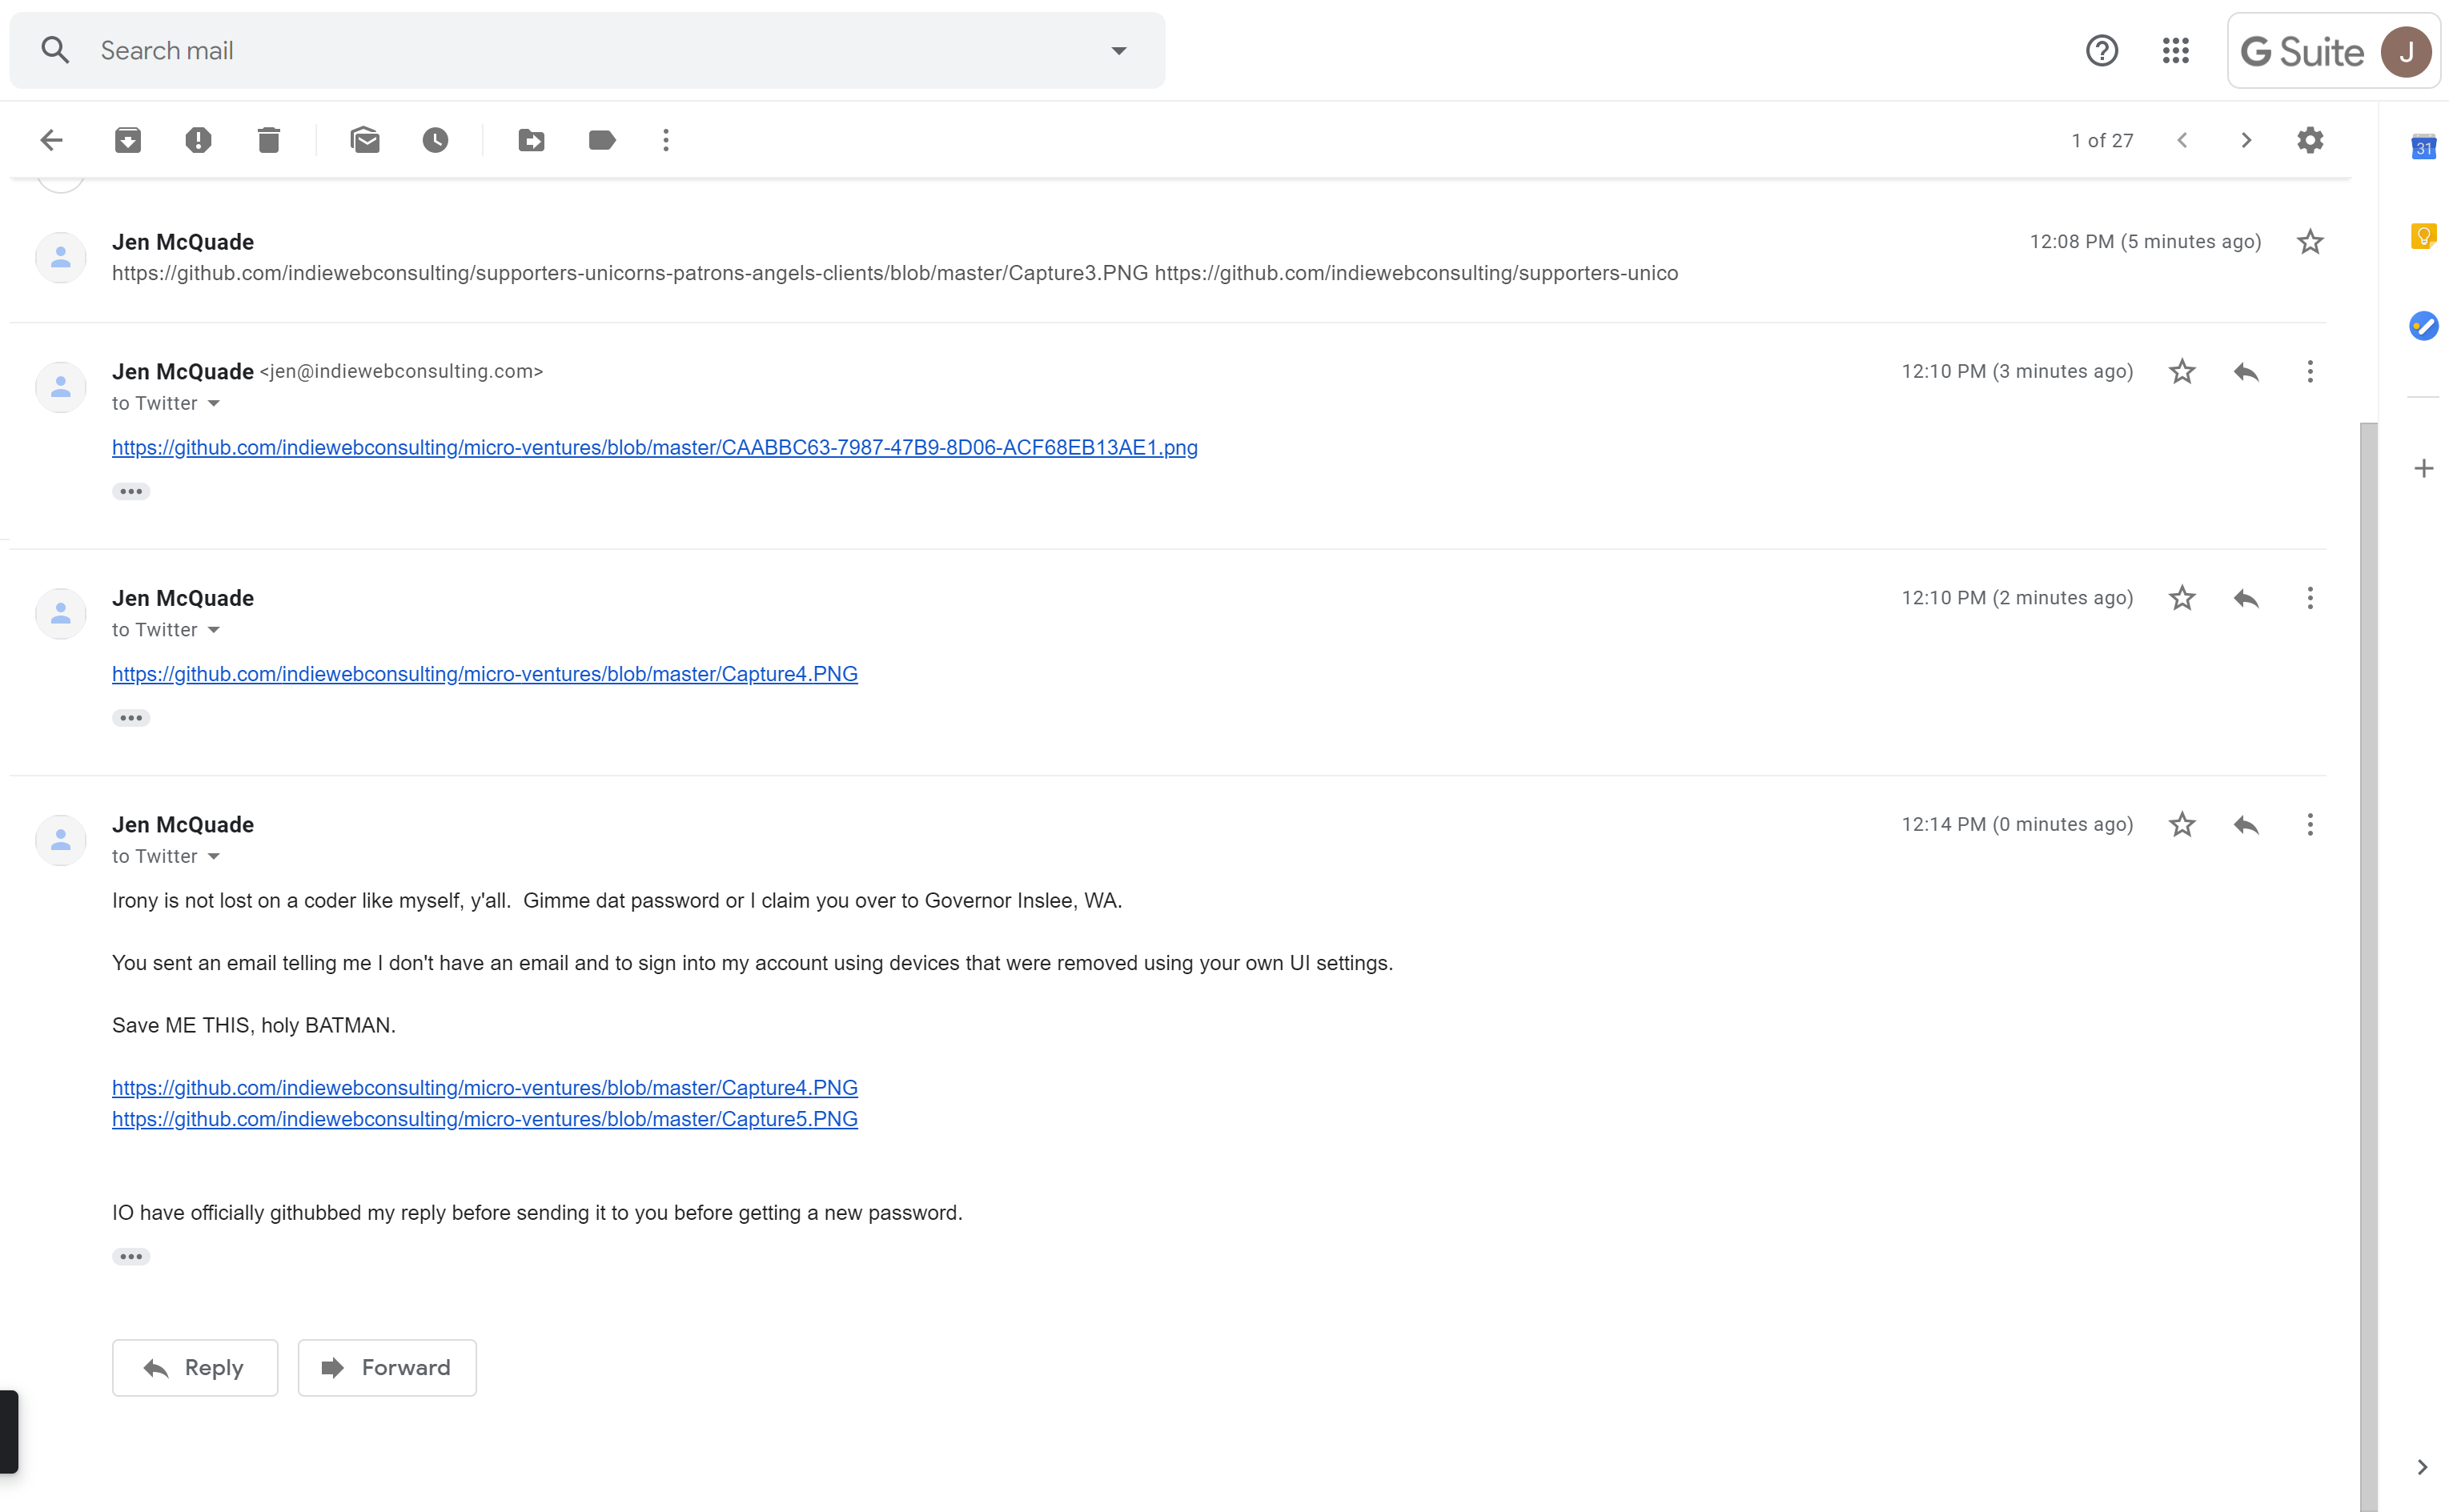 Search mail
G Suite J
1 of 27
31
Jen McQuade 12:08 PM (5 minutes ago)
https://github.com/indiewebconsulting/supporters-unicorns-patrons-angels-clients/blob/master/Capture3.PNG https://github.com/indiewebconsulting/supporters-unico
Jen McQuade <jen@indiewebconsulting.com> 12:10 PM (3 minutes ago)
to Twitter
https://github.com/indiewebconsulting/micro-ventures/blob/master/CAABBC63-7987-47B9-8D06-ACF68EB13AE1.png
Jen McQuade 12:10 PM (2 minutes ago)
to Twitter
https://github.com/indiewebconsulting/micro-ventures/blob/master/Capture4.PNG
Jen McQuade 12:14 PM (0 minutes ago)
to Twitter
Irony is not lost on a coder like myself, y'all.  Gimme dat password or I claim you over to Governor Inslee, WA.
You sent an email telling me I don't have an email and to sign into my account using devices that were removed using your own UI settings.
Save ME THIS, holy BATMAN.
https://github.com/indiewebconsulting/micro-ventures/blob/master/Capture4.PNG
https://github.com/indiewebconsulting/micro-ventures/blob/master/Capture5.PNG
IO have officially githubbed my reply before sending it to you before getting a new password.
Reply Forward